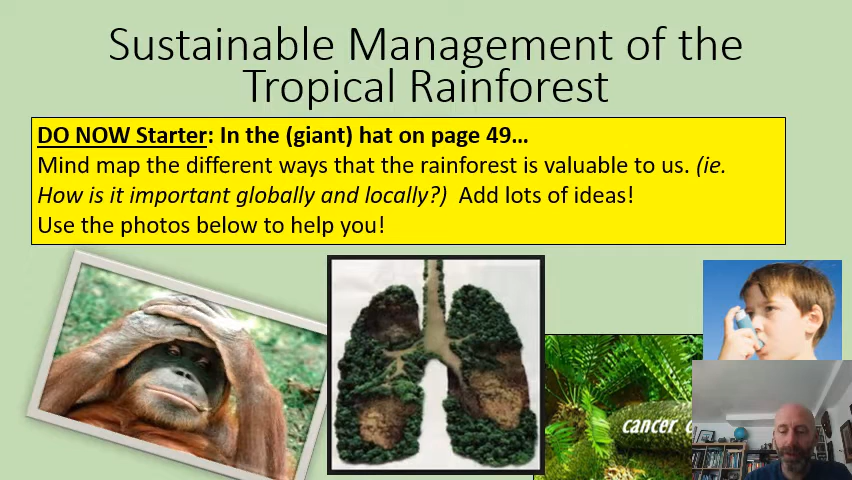 Sustainable Management of the
Tropical Rainforest
DO NOW Starter: In the (giant) hat on page 49...
Mind map the different ways that the rainforest is valuable to us. (ie.
How is it important globally and locally?) Add lots of ideas!
Use the photos below to help you!
cancer